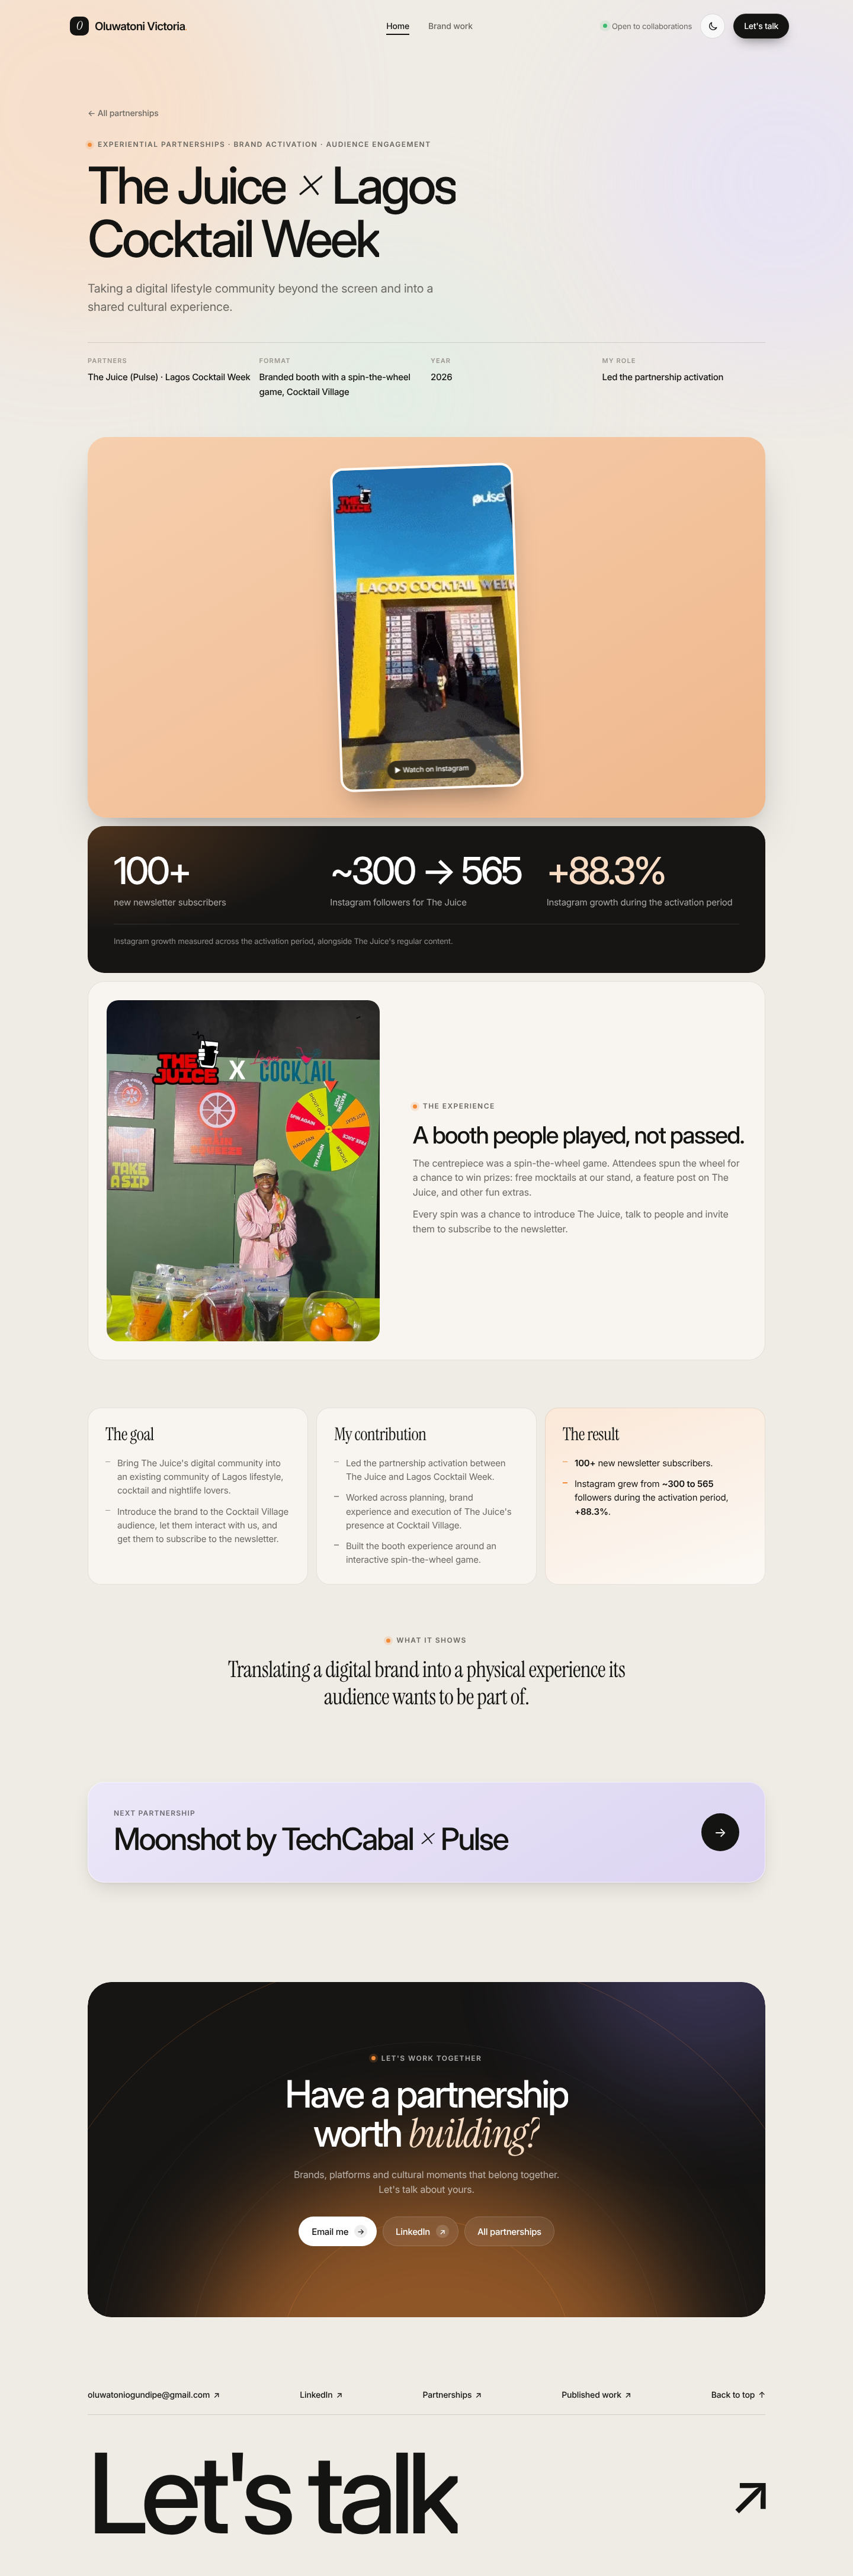 Oluwatoni Victoria
Home
Brand work
Open to collaborations
Let's talk
← All partnerships
EXPERIENTIAL PARTNERSHIPS · BRAND ACTIVATION · AUDIENCE ENGAGEMENT
The Juice × Lagos
Cocktail Week
Taking a digital lifestyle community beyond the screen and into a
shared cultural experience.
PARTNERS
The Juice (Pulse) · Lagos Cocktail Week
FORMAT
Branded booth with a spin-the-wheel
game, Cocktail Village
YEAR
2026
MY ROLE
Led the partnership activation
THE
JUICE
pulse
LAGOS COCKTAIL WEEK
▶ Watch on Instagram
100+
new newsletter subscribers
~300 → 565
Instagram followers for The Juice
+88.3%
Instagram growth during the activation period
Instagram growth measured across the activation period, alongside The Juice's regular content.
THE
JUICE
X
Lagos
COCKTAIL
TAKE
A SIP
SPIN AGAIN
TRY AGAIN
THE EXPERIENCE
A booth people played, not passed.
The centrepiece was a spin-the-wheel game. Attendees spun the wheel for
a chance to win prizes: free mocktails at our stand, a feature post on The
Juice, and other fun extras.
Every spin was a chance to introduce The Juice, talk to people and invite
them to subscribe to the newsletter.
The goal
– Bring The Juice's digital community into
an existing community of Lagos lifestyle,
cocktail and nightlife lovers.
– Introduce the brand to the Cocktail Village
audience, let them interact with us, and
get them to subscribe to the newsletter.
My contribution
– Led the partnership activation between
The Juice and Lagos Cocktail Week.
– Worked across planning, brand
experience and execution of The Juice's
presence at Cocktail Village.
– Built the booth experience around an
interactive spin-the-wheel game.
The result
– 100+ new newsletter subscribers.
– Instagram grew from ~300 to 565
followers during the activation period,
+88.3%.
WHAT IT SHOWS
Translating a digital brand into a physical experience its
audience wants to be part of.
NEXT PARTNERSHIP
Moonshot by TechCabal × Pulse
→
LET'S WORK TOGETHER
Have a partnership
worth building?
Brands, platforms and cultural moments that belong together.
Let's talk about yours.
Email me →
LinkedIn ↗
All partnerships
oluwatoniogundipe@gmail.com ↗
LinkedIn ↗
Partnerships ↗
Published work ↗
Back to top ↑
Let's talk ↗